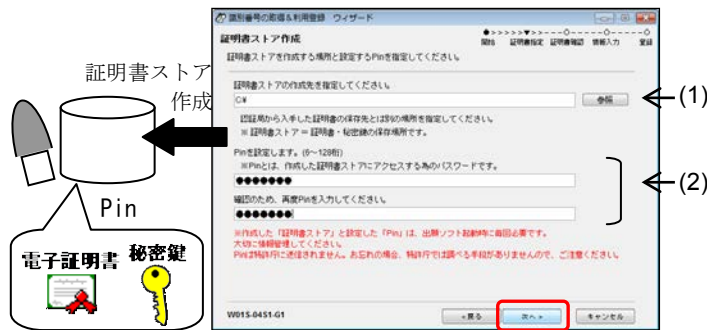 識別番号の取得&利用登録 ウィザード
証明書ストア作成
開始 証明書指定 証明書確認 情報入力 登録
証明書ストアを作成する場所と設定するPinを指定してください。
証明書ストアの作成先を指定してください。
C¥
参照
(1)
認証局から入手した証明書の保存先とは別の場所を指定してください。
※ 証明書ストア = 証明書・秘密鍵の保存場所です。
Pinを設定します。(6～128桁)
※Pinとは、作成した証明書ストアにアクセスする為のパスワードです。
●●●●●●●
(2)
確認のため、再度Pinを入力してください。
●●●●●●●
※作成した「証明書ストア」と設定した「Pin」は、出願ソフト起動時に毎回必要です。
大切に情報管理してください。
Pinは特許庁に送信されません。お忘れの場合、特許庁では調べる手段がありませんので、ご注意ください。
W01S-04S1-G1
<戻る
次へ>
キャンセル
証明書ストア
作成
Pin
電子証明書
秘密鍵